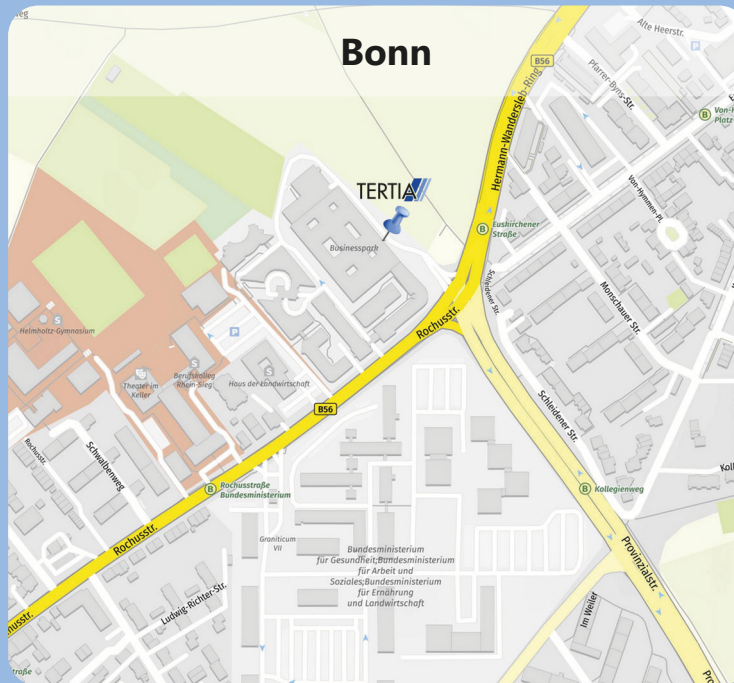 Bonn
Alte Heerstr.
P
B56
Pfarrer-Byns-Str.
Hermann-Wandersleb-Ring
B
TERTIA
Von-Hymmen-Pl.
B
Euskirchener
Straße
Businesspark
Schleidener Str.
Monschauer Str.
Rochusstr.
S
Helmholtz-Gymnasium
P
Theater im
Keller
S
Berufskolleg
Rhein-Sieg
S
Haus der Landwirtschaft
B56
Schleidener Str.
Rochusstr.
Schwalbenweg
B
Rochusstraße
Bundesministerium
B
Kollegienweg
Rochusstr.
Graniticum
VII
Bundesministerium
für Gesundheit;Bundesministerium
für Arbeit und
Soziales;Bundesministerium
für Ernährung
und Landwirtschaft
Provinzialstr.
Ludwig-Richter-Str.
Im Weiler